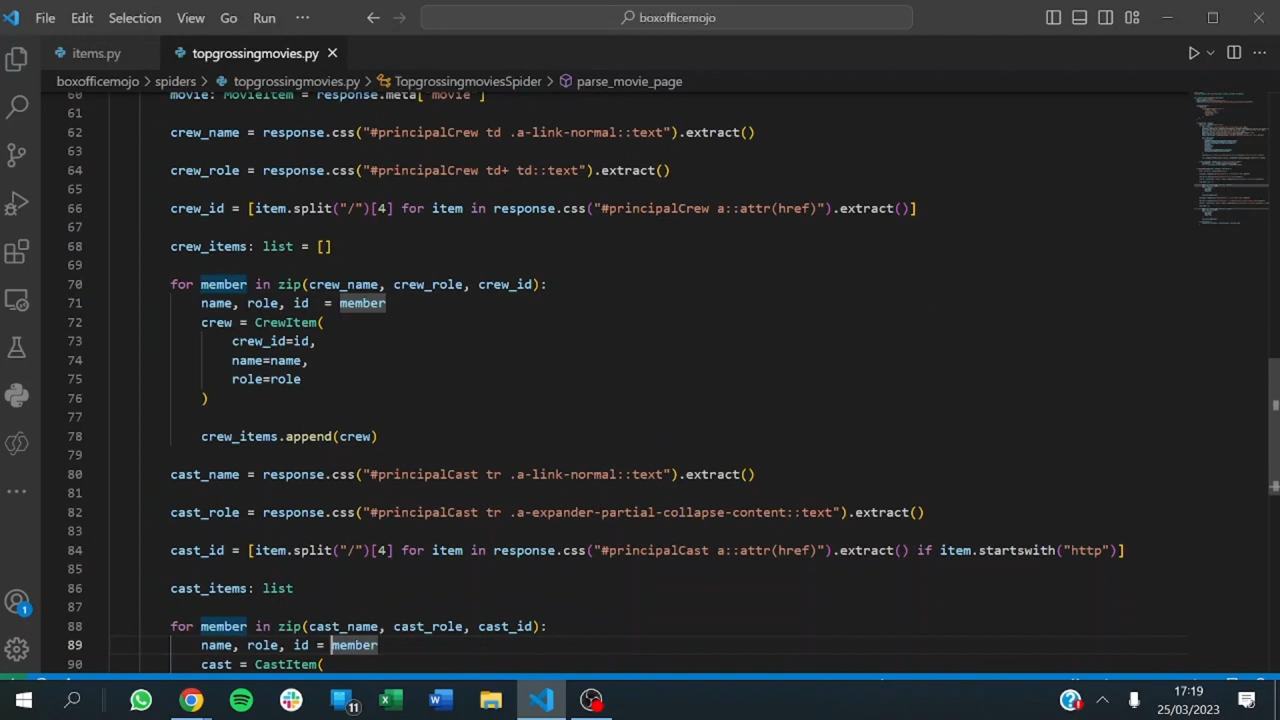 File Edit Selection View Go Run ··· boxofficemojo
items.py topgrossingmovies.py
boxofficemojo > spiders > topgrossingmovies.py > TopgrossingmoviesSpider > parse_movie_page
60 movie: MovieItem = response.meta["movie"]
61
62 crew_name = response.css("#principalCrew td .a-link-normal::text").extract()
63
64 crew_role = response.css("#principalCrew td+ td::text").extract()
65
66 crew_id = [item.split("/")[4] for item in response.css("#principalCrew a::attr(href)").extract()]
67
68 crew_items: list = []
69
70 for member in zip(crew_name, crew_role, crew_id):
71 name, role, id  = member
72 crew = CrewItem(
73 crew_id=id,
74 name=name,
75 role=role
76 )
77
78 crew_items.append(crew)
79
80 cast_name = response.css("#principalCast tr .a-link-normal::text").extract()
81
82 cast_role = response.css("#principalCast tr .a-expander-partial-collapse-content::text").extract()
83
84 cast_id = [item.split("/")[4] for item in response.css("#principalCast a::attr(href)").extract() if item.startswith("http")]
85
86 cast_items: list
87
88 for member in zip(cast_name, cast_role, cast_id):
89 name, role, id = member
90 cast = CastItem(
1
11
17:19
25/03/2023